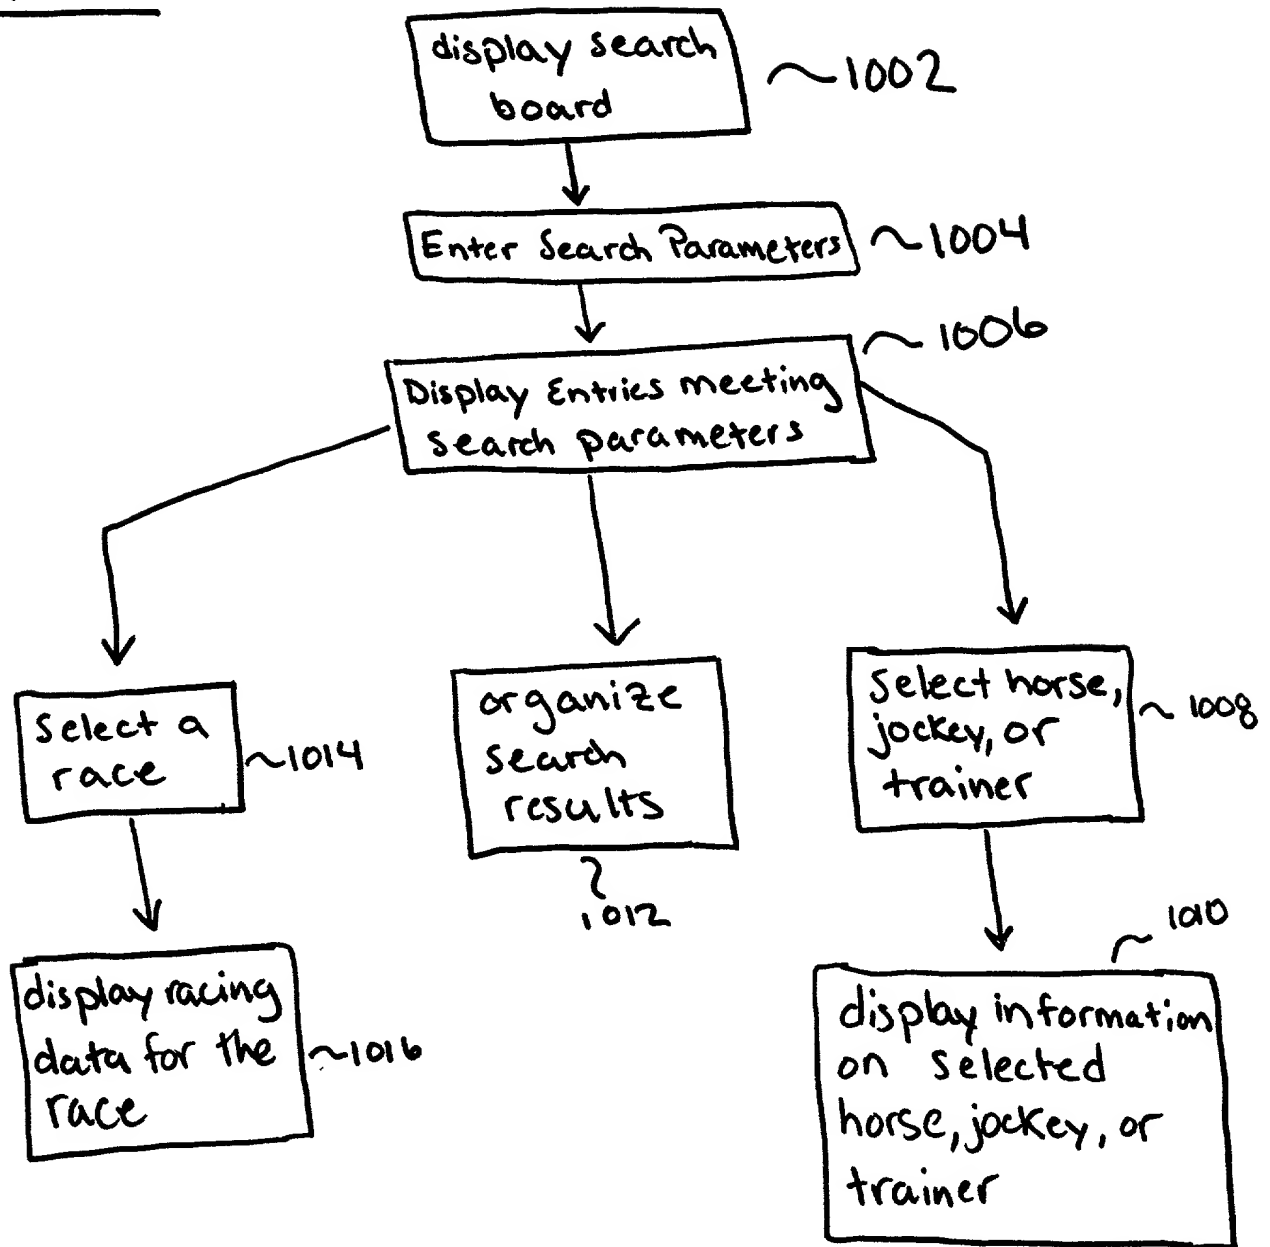 display search
board
1002
Enter Search Parameters
1004
1006
Display Entries meeting
search parameters
Select a
race
1014
organize
search
results
1012
Select horse,
jockey, or
trainer
1008
display racing
data for the
race
1016
1010
display information
on selected
horse, jockey, or
trainer